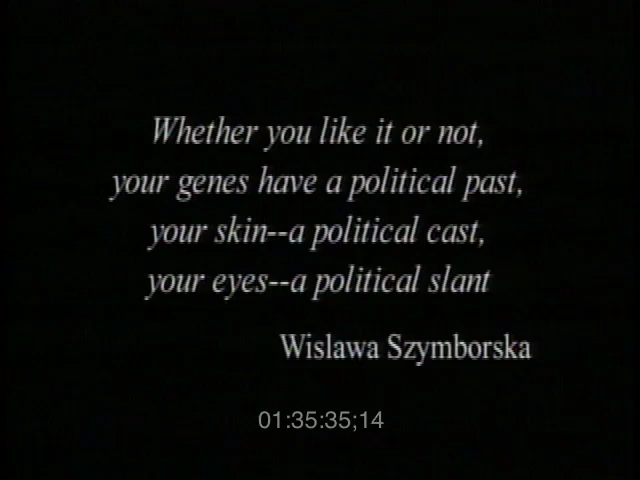 Whether you like it or not,
your genes have a political past,
your skin--a political cast,
your eyes--a political slant
Wislawa Szymborska
01:35:35;14